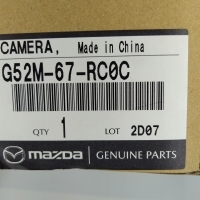 CAMERA, Made in China
G52M-67-RC0C
QTY 1 LOT 2D07
mazda GENUINE PARTS